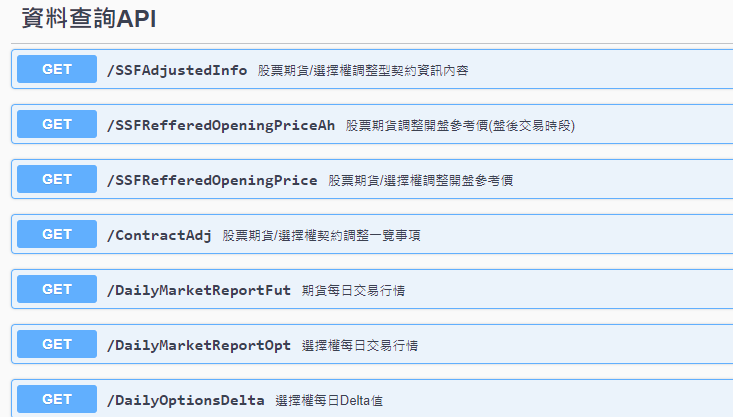 資料查詢API
GET /SSFAdjustedInfo 股票期貨/選擇權調整型契約資訊內容
GET /SSFRefferedOpeningPriceAh 股票期貨調整開盤參考價(盤後交易時段)
GET /SSFRefferedOpeningPrice 股票期貨/選擇權調整開盤參考價
GET /ContractAdj 股票期貨/選擇權契約調整一覽事項
GET /DailyMarketReportFut 期貨每日交易行情
GET /DailyMarketReportOpt 選擇權每日交易行情
GET /DailyOptionsDelta 選擇權每日Delta值